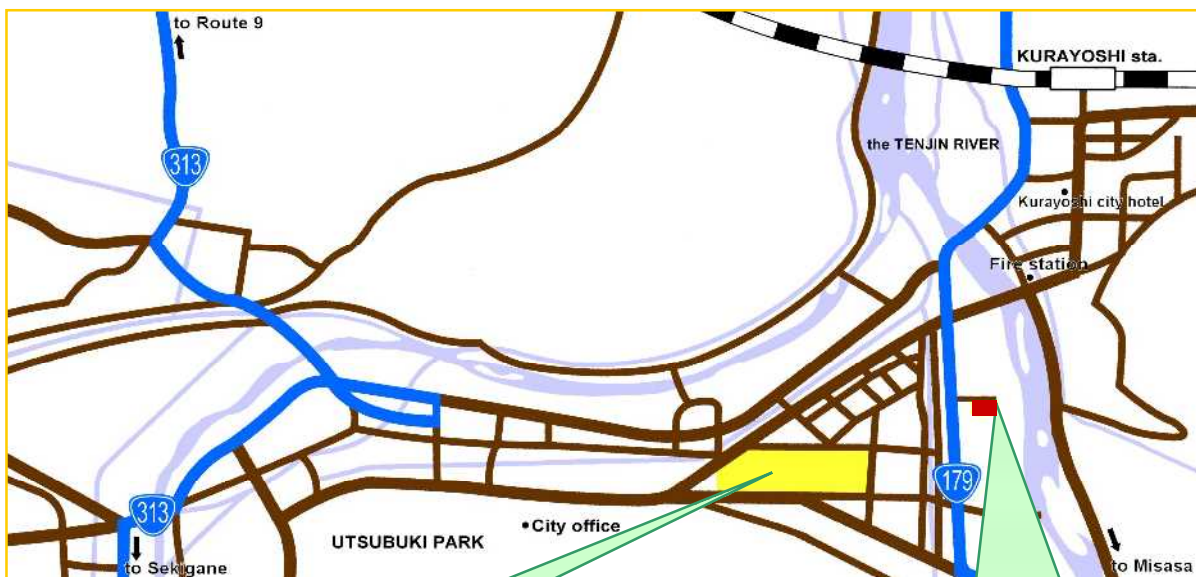 to Route 9
KURAYOSHI sta.
the TENJIN RIVER
313
Kurayoshi city hotel
Fire station
179
313
City office
UTSUBUKI PARK
to Sekigane
to Misasa